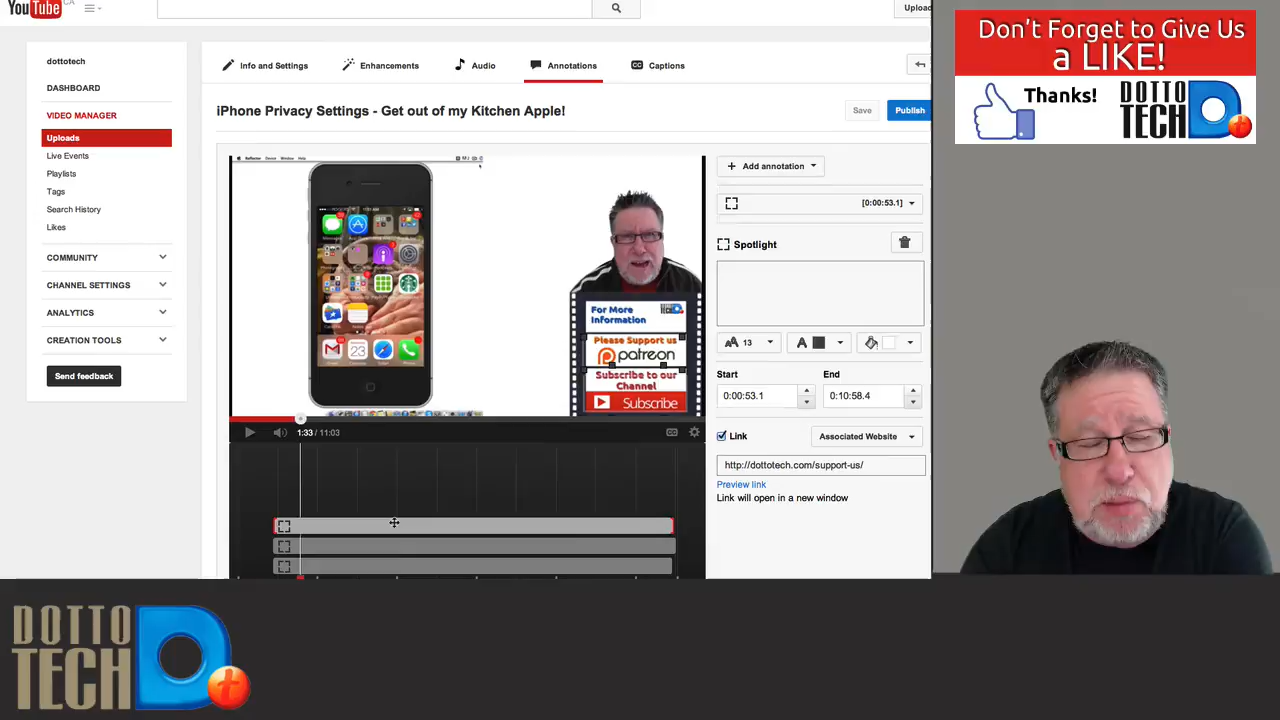 YouTube CA
Upload
dottotech
DASHBOARD
VIDEO MANAGER
Uploads
Live Events
Playlists
Tags
Search History
Likes
COMMUNITY
CHANNEL SETTINGS
ANALYTICS
CREATION TOOLS
Send feedback
Info and Settings
Enhancements
Audio
Annotations
Captions
iPhone Privacy Settings - Get out of my Kitchen Apple!
Save
Publish
For More
Information
Please Support us
patreon
Subscribe to our
Channel
Subscribe
1:33 / 11:03
+ Add annotation
[0:00:53.1]
Spotlight
AA 13
A
Start
End
0:00:53.1
0:10:58.4
Link
Associated Website
http://dottotech.com/support-us/
Preview link
Link will open in a new window
Don't Forget to Give Us
a LIKE!
Thanks!
DOTTO
TECH
D
t
DOTTO
TECH
D
t